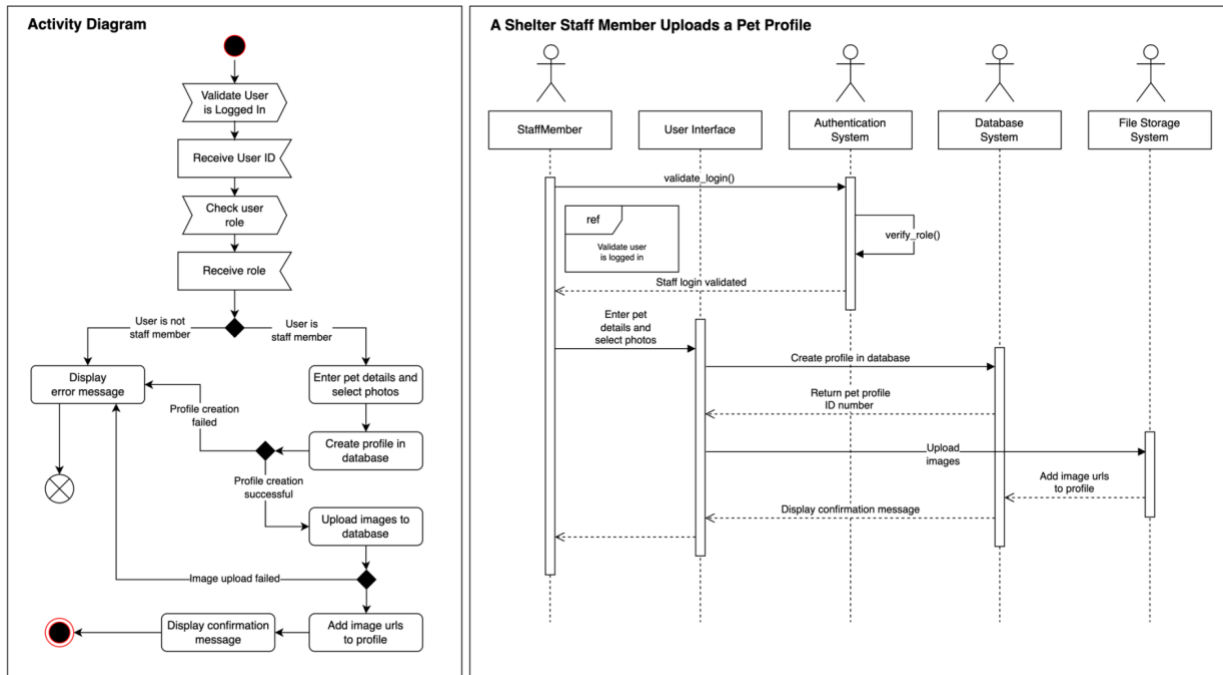 Activity Diagram
Validate User
is Logged In
Receive User ID
Check user
role
Receive role
User is not
staff member
User is
staff member
Display
error message
Enter pet details and
select photos
Profile creation
failed
Create profile in
database
Profile creation
successful
Upload images to
database
Image upload failed
Display confirmation
message
Add image urls
to profile
A Shelter Staff Member Uploads a Pet Profile
StaffMember
User Interface
Authentication
System
Database
System
File Storage
System
validate_login()
ref
Validate user
is logged in
verify_role()
Staff login validated
Enter pet
details and
select photos
Create profile in database
Return pet profile
ID number
Upload
images
Add image urls
to profile
Display confirmation message